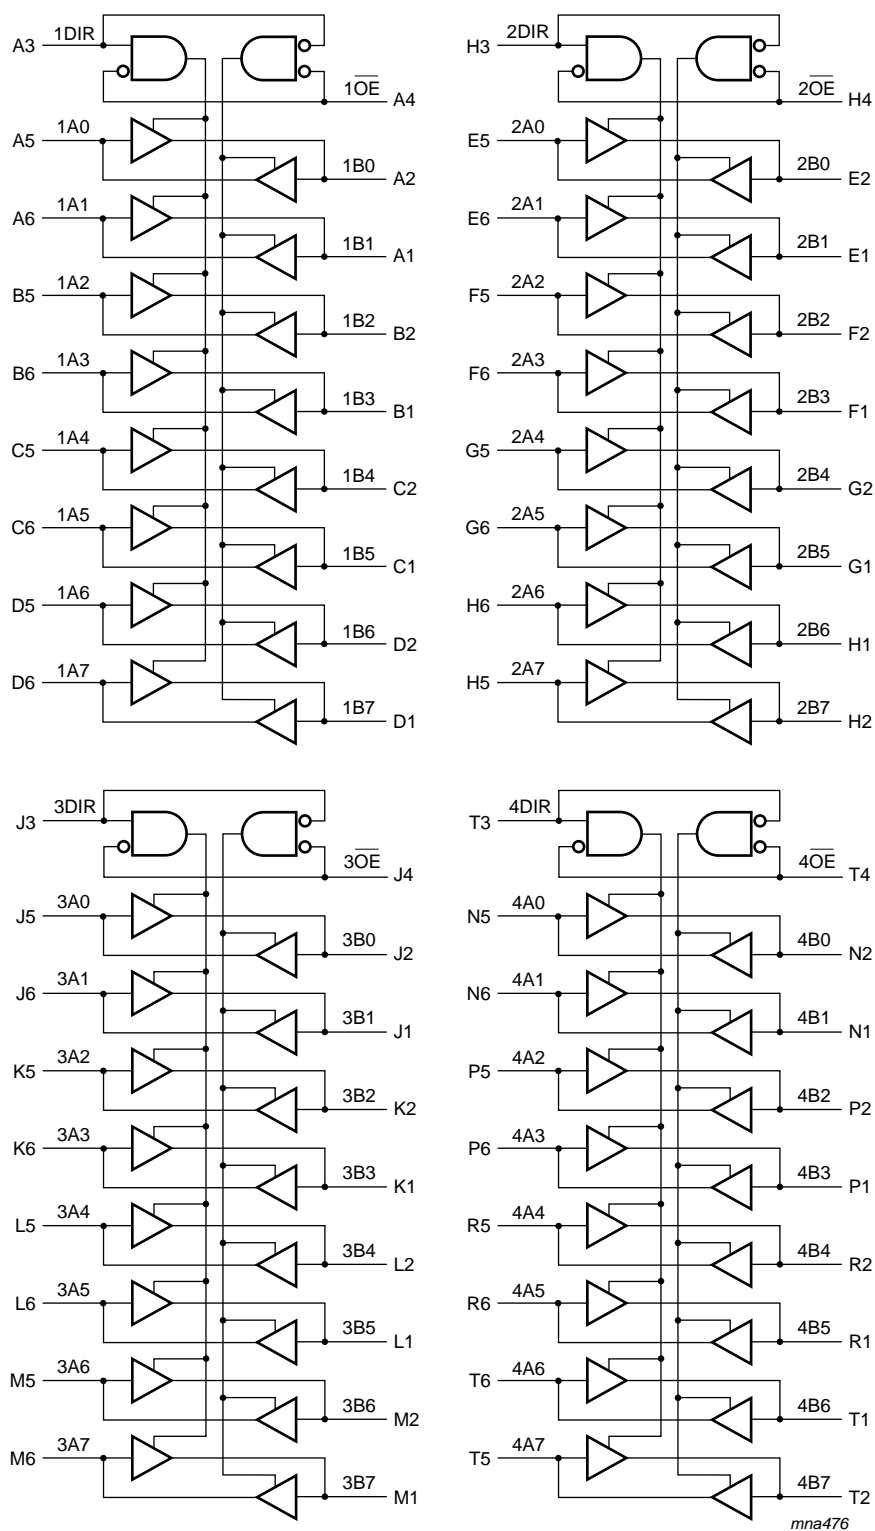 A3 1DIR
1O̅E̅ A4
A5 1A0
1B0 A2
A6 1A1
1B1 A1
B5 1A2
1B2 B2
B6 1A3
1B3 B1
C5 1A4
1B4 C2
C6 1A5
1B5 C1
D5 1A6
1B6 D2
D6 1A7
1B7 D1
H3 2DIR
2O̅E̅ H4
E5 2A0
2B0 E2
E6 2A1
2B1 E1
F5 2A2
2B2 F2
F6 2A3
2B3 F1
G5 2A4
2B4 G2
G6 2A5
2B5 G1
H6 2A6
2B6 H1
H5 2A7
2B7 H2
J3 3DIR
3O̅E̅ J4
J5 3A0
3B0 J2
J6 3A1
3B1 J1
K5 3A2
3B2 K2
K6 3A3
3B3 K1
L5 3A4
3B4 L2
L6 3A5
3B5 L1
M5 3A6
3B6 M2
M6 3A7
3B7 M1
T3 4DIR
4O̅E̅ T4
N5 4A0
4B0 N2
N6 4A1
4B1 N1
P5 4A2
4B2 P2
P6 4A3
4B3 P1
R5 4A4
4B4 R2
R6 4A5
4B5 R1
T6 4A6
4B6 T1
T5 4A7
4B7 T2
mna476